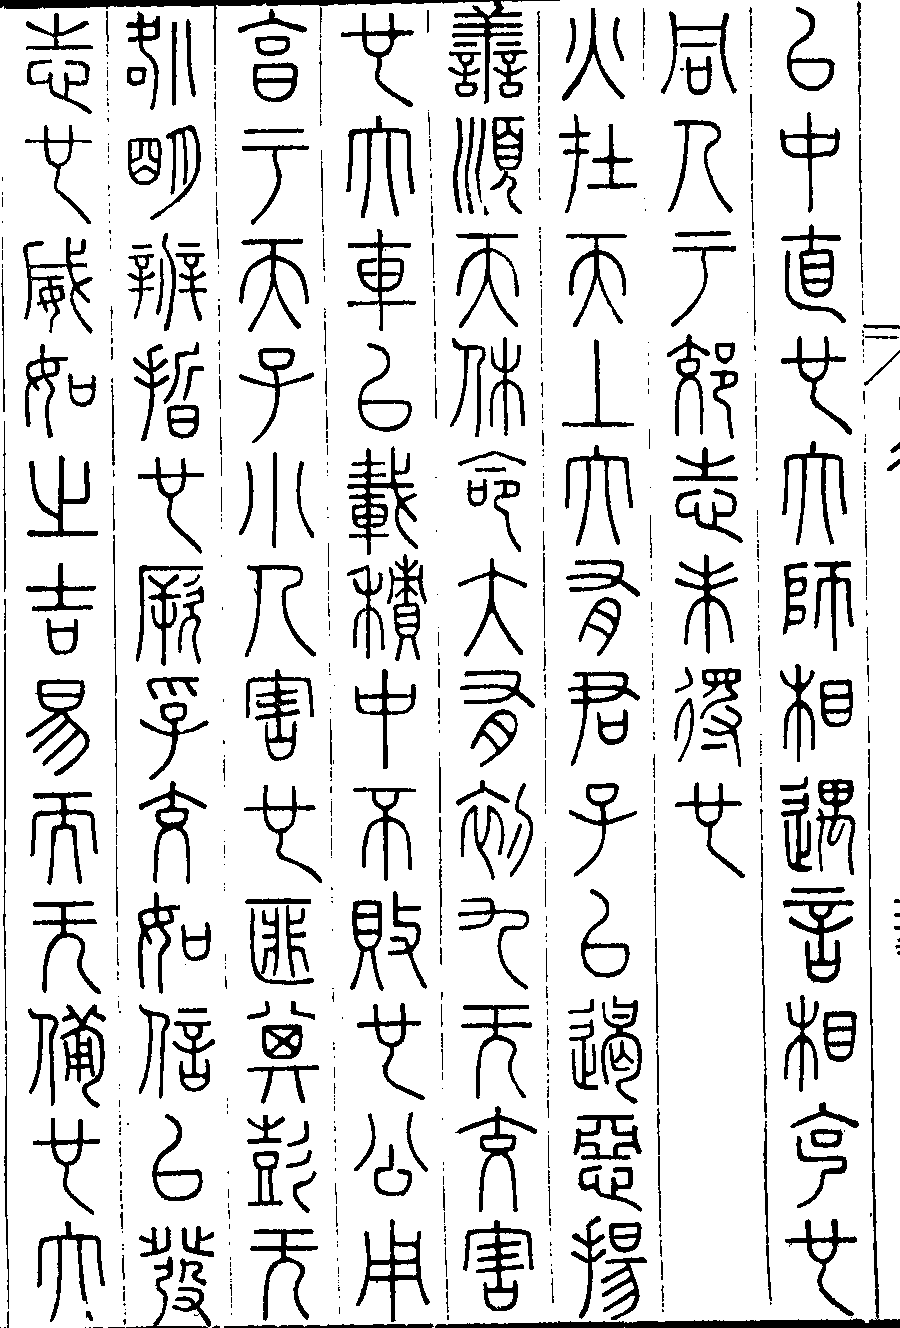 以中直也大師相遇言相克也
同人于郊志未得也
火在天上大有君子以遏惡揚
善順天休命大有初九无交害
也大車以載積中不敗也公用
亨于天子小人害也匪其彭无
咎明辨晢也厥孚交如信以發
志也威如之吉易而无備也大